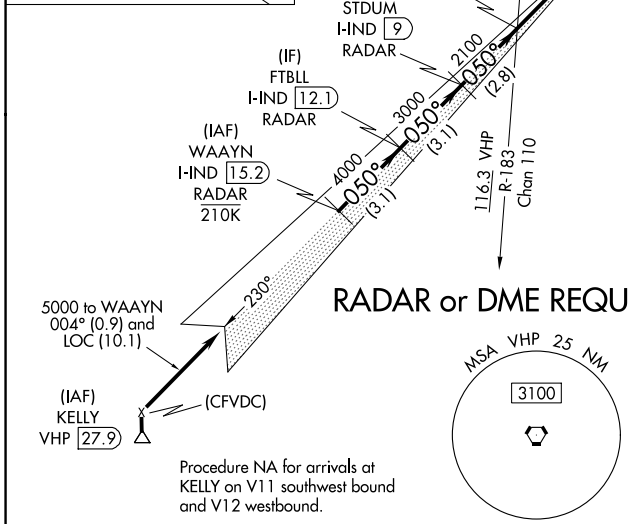 STDUM
I-IND 9
RADAR
2100
050°
(2.8)
(IF)
FTBLL
I-IND 12.1
RADAR
3000
050°
(3.1)
(IAF)
WAAYN
I-IND 15.2
RADAR
210K
4000
050°
(3.1)
116.3 VHP
R-183
Chan 110
230°
RADAR or DME REQU
5000 to WAAYN
004° (0.9) and
LOC (10.1)
(IAF)
KELLY
VHP 27.9
(CFVDC)
X
MSA VHP 25 NM
3100
Procedure NA for arrivals at
KELLY on V11 southwest bound
and V12 westbound.